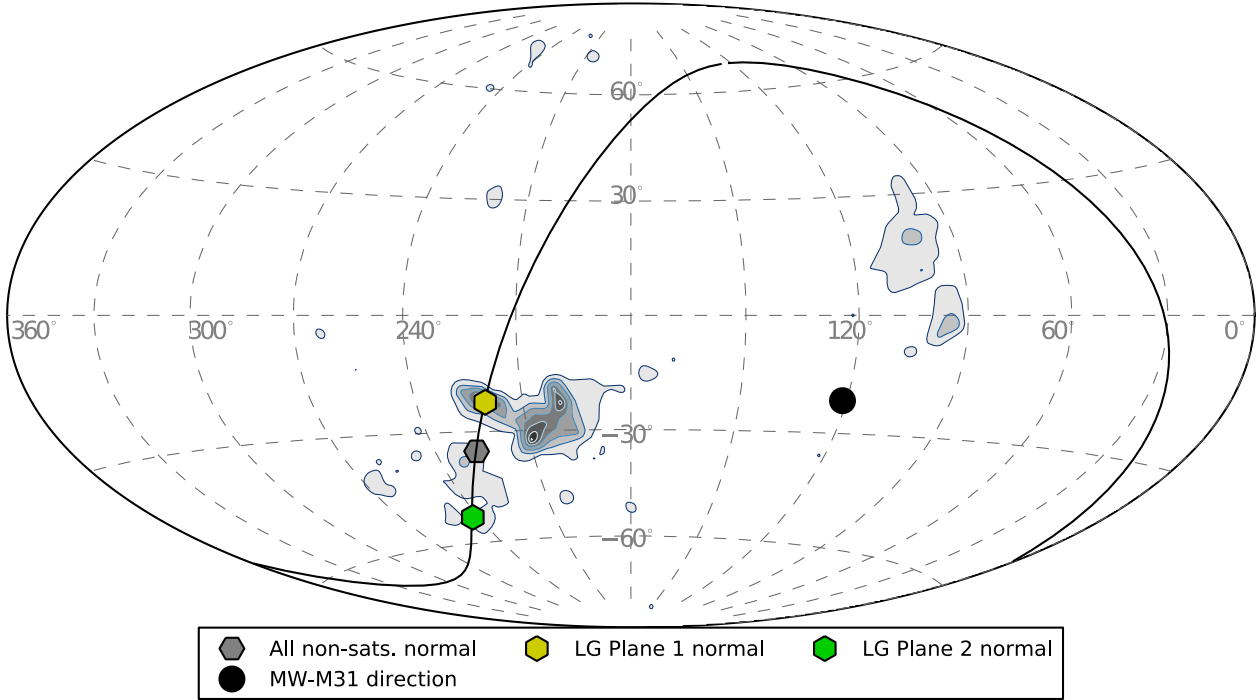 60°
30°
360° 300° 240° 120° 60° 0°
−30°
−60°
All non-sats. normal LG Plane 1 normal LG Plane 2 normal
MW-M31 direction